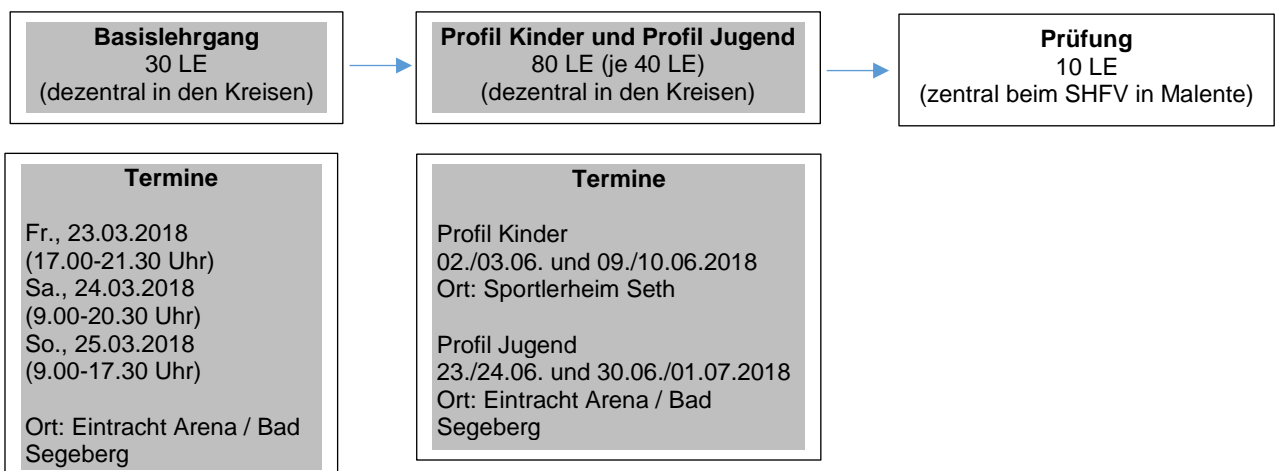 Basislehrgang
30 LE
(dezentral in den Kreisen)
Profil Kinder und Profil Jugend
80 LE (je 40 LE)
(dezentral in den Kreisen)
Prüfung
10 LE
(zentral beim SHFV in Malente)
Termine
Fr., 23.03.2018
(17.00-21.30 Uhr)
Sa., 24.03.2018
(9.00-20.30 Uhr)
So., 25.03.2018
(9.00-17.30 Uhr)
Ort: Eintracht Arena / Bad
Segeberg
Termine
Profil Kinder
02./03.06. und 09./10.06.2018
Ort: Sportlerheim Seth
Profil Jugend
23./24.06. und 30.06./01.07.2018
Ort: Eintracht Arena / Bad
Segeberg